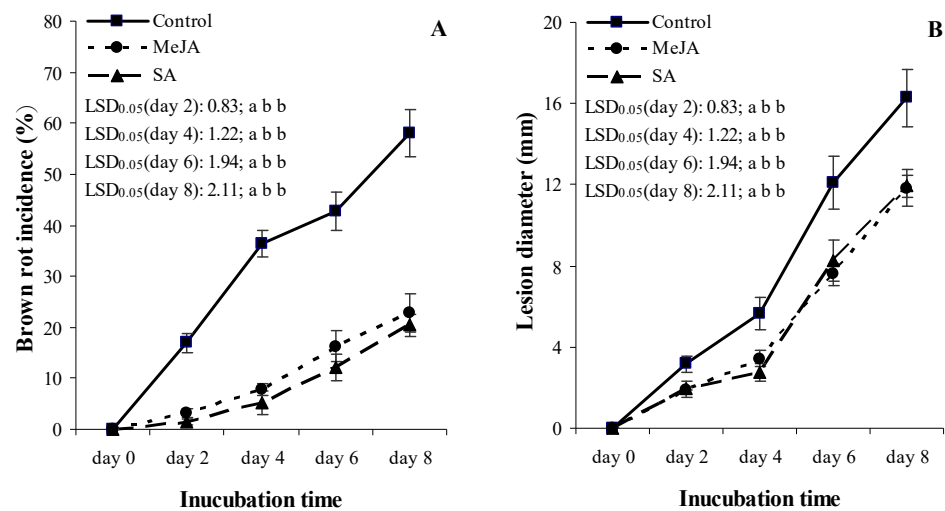 A
Control
MeJA
SA
LSD0.05(day 2): 0.83; a b b
LSD0.05(day 4): 1.22; a b b
LSD0.05(day 6): 1.94; a b b
LSD0.05(day 8): 2.11; a b b
Brown rot incidence (%)
80
70
60
50
40
30
20
10
0
day 0 day 2 day 4 day 6 day 8
Inucubation time
B
Control
MeJA
SA
LSD0.05(day 2): 0.83; a b b
LSD0.05(day 4): 1.22; a b b
LSD0.05(day 6): 1.94; a b b
LSD0.05(day 8): 2.11; a b b
Lesion diameter (mm)
20
16
12
8
4
0
day 0 day 2 day 4 day 6 day 8
Inucubation time